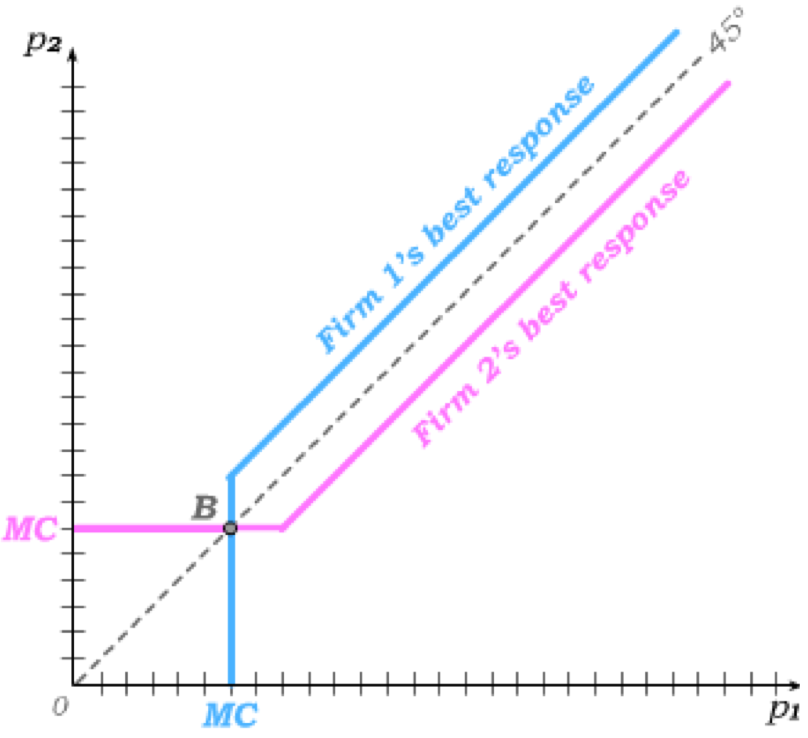 p2
45°
Firm 1's best response
Firm 2's best response
B
MC
0
MC
p1